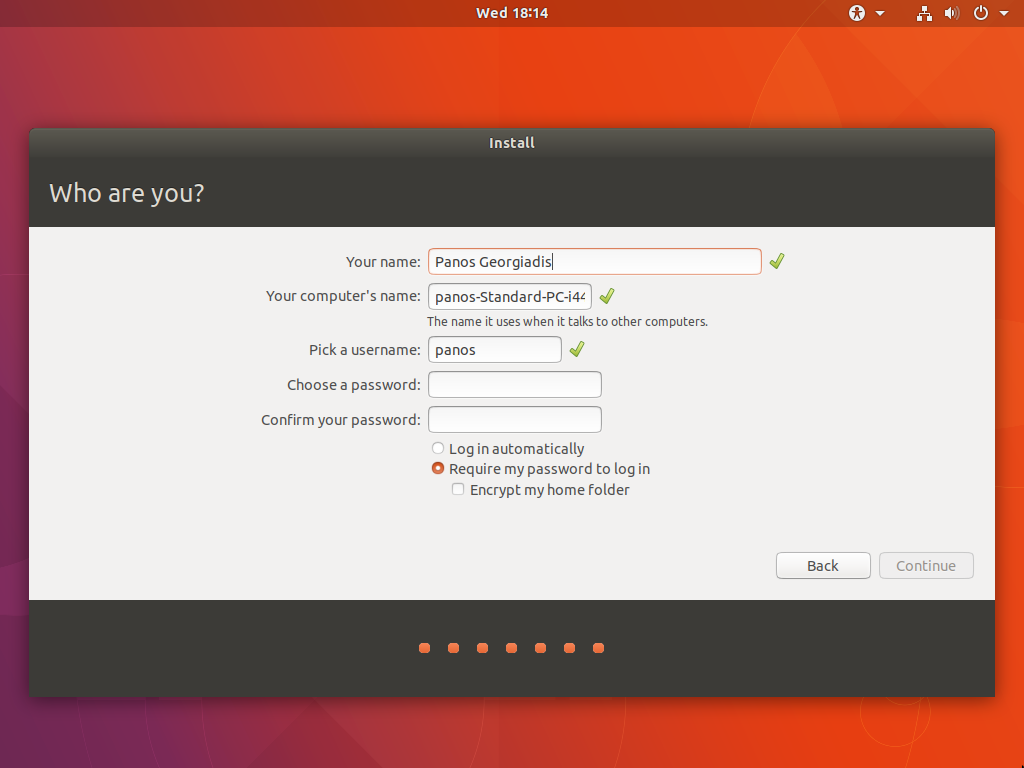 Wed 18:14
Install
Who are you?
Your name: Panos Georgiadis
Your computer's name: panos-Standard-PC-i44
The name it uses when it talks to other computers.
Pick a username: panos
Choose a password:
Confirm your password:
Log in automatically
Require my password to log in
Encrypt my home folder
Back Continue